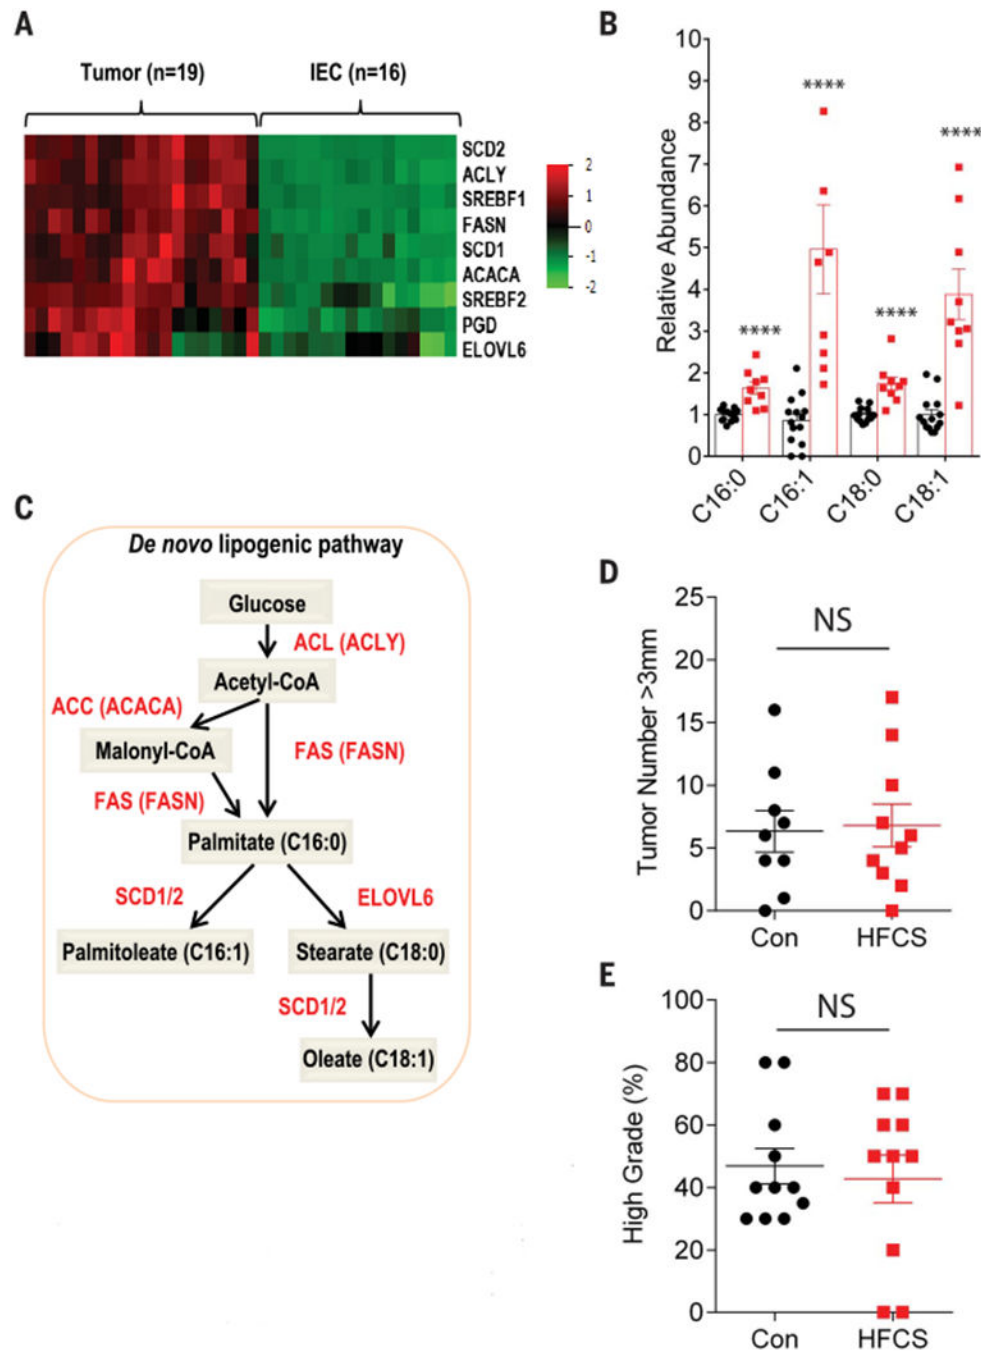 A
Tumor (n=19)
IEC (n=16)
SCD2
ACLY
SREBF1
FASN
SCD1
ACACA
SREBF2
PGD
ELOVL6
2
1
0
-1
-2
B
Relative Abundance
10
9
8
7
6
5
4
3
2
1
0
****
****
****
****
C16:0
C16:1
C18:0
C18:1
C
De novo lipogenic pathway
Glucose
ACL (ACLY)
Acetyl-CoA
ACC (ACACA)
Malonyl-CoA
FAS (FASN)
FAS (FASN)
Palmitate (C16:0)
SCD1/2
ELOVL6
Palmitoleate (C16:1)
Stearate (C18:0)
SCD1/2
Oleate (C18:1)
D
Tumor Number >3mm
25
20
15
10
5
0
NS
Con
HFCS
E
High Grade (%)
100
80
60
40
20
0
NS
Con
HFCS